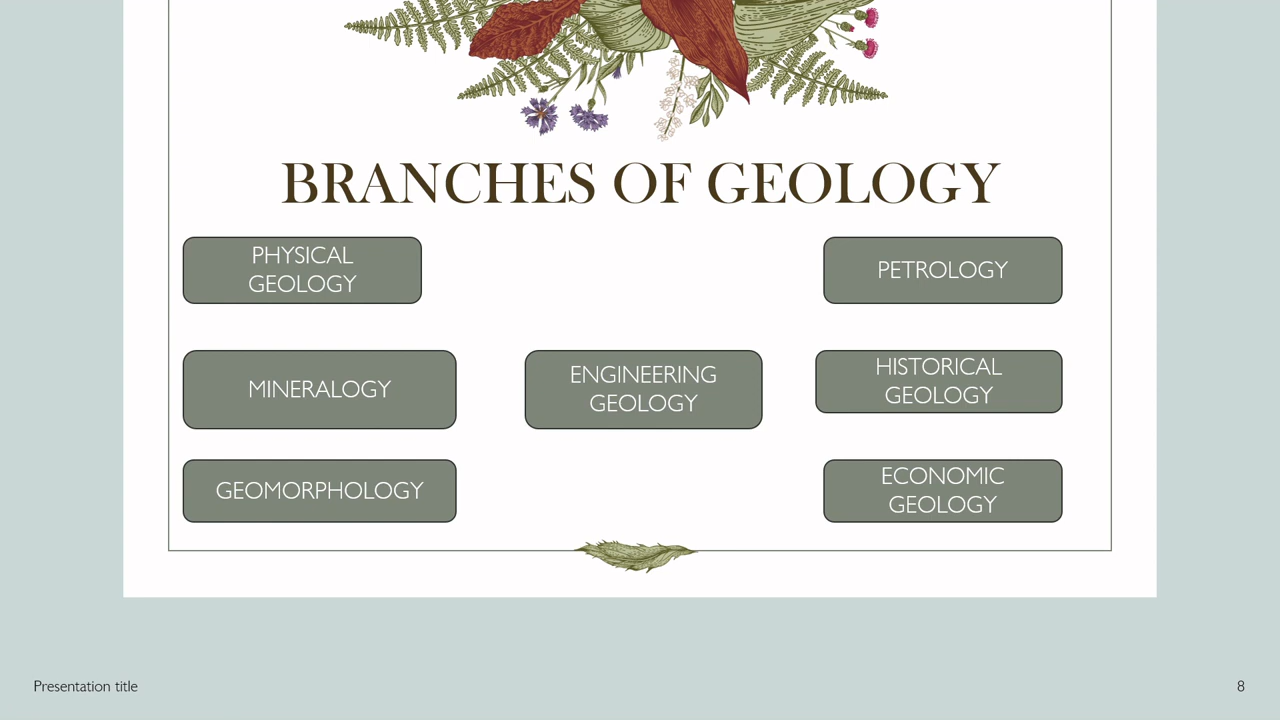 BRANCHES OF GEOLOGY
PHYSICAL
GEOLOGY
PETROLOGY
MINERALOGY
ENGINEERING
GEOLOGY
HISTORICAL
GEOLOGY
GEOMORPHOLOGY
ECONOMIC
GEOLOGY
Presentation title
8